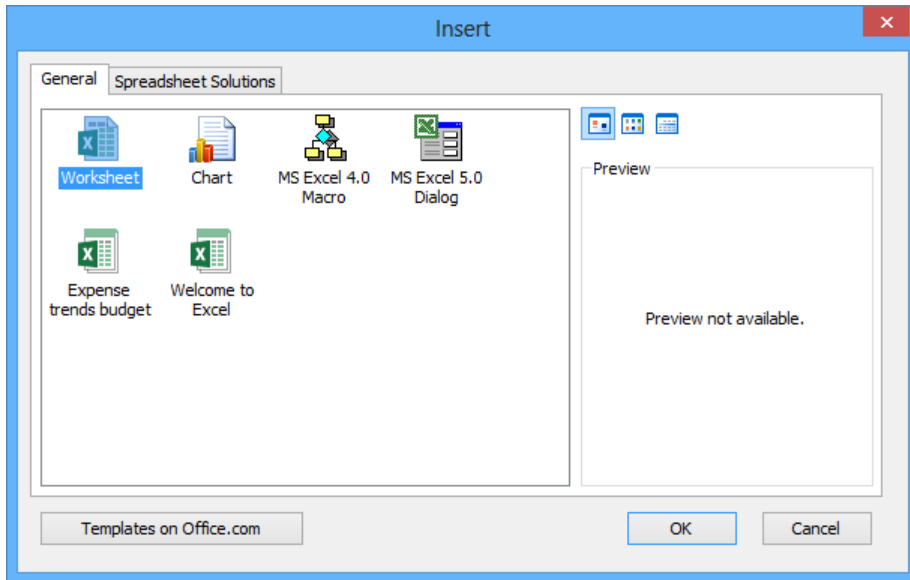 Insert
General Spreadsheet Solutions
Worksheet Chart MS Excel 4.0 MS Excel 5.0
Macro Dialog
Expense Welcome to
trends budget Excel
Preview
Preview not available.
Templates on Office.com OK Cancel